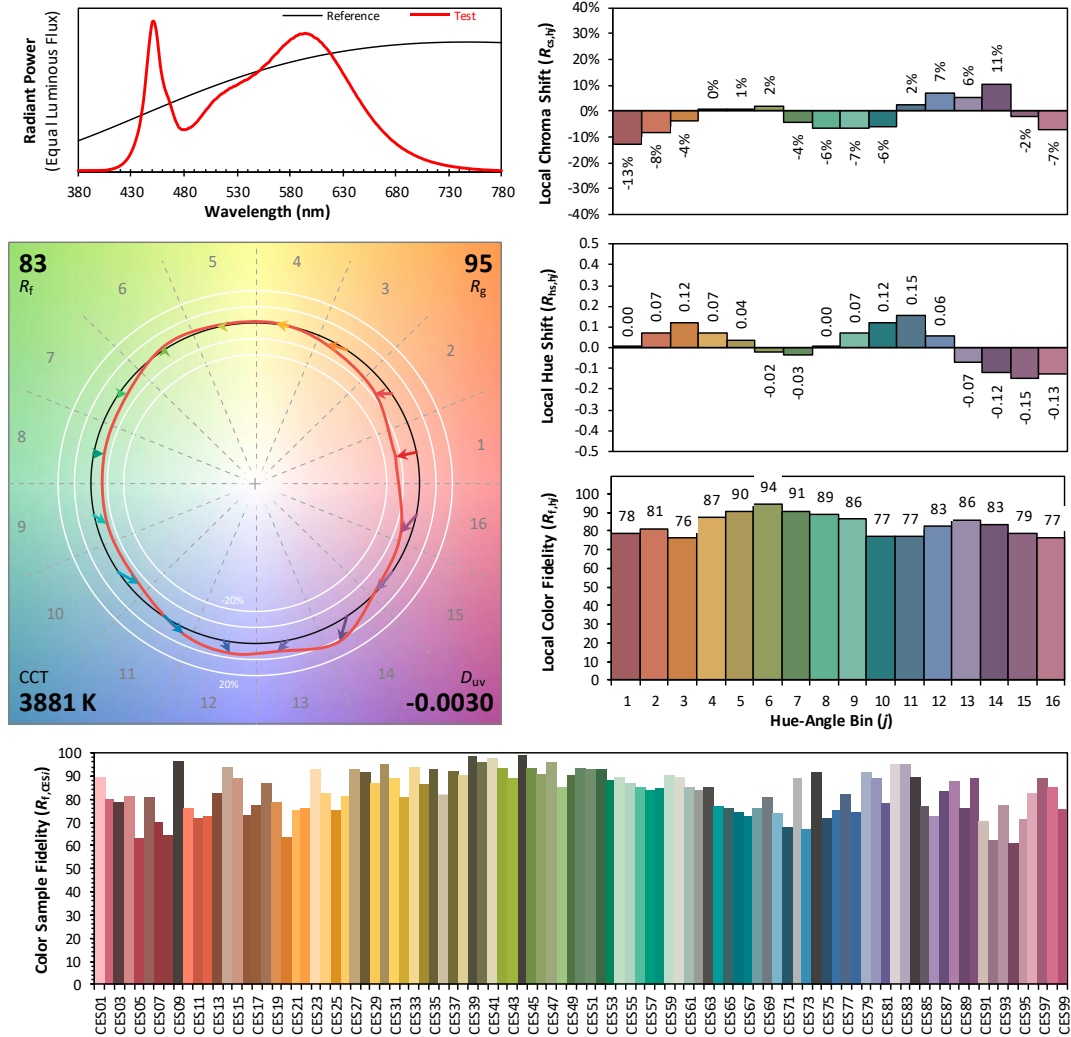 Radiant Power
(Equal Luminous Flux)
Reference
Test
380 430 480 530 580 630 680 730 780
Wavelength (nm)
Local Chroma Shift (Rcs,hj)
40%
30%
20%
10%
0%
-10%
-20%
-30%
-40%
-13% -8% -4% 0% 1% 2% -4% -6% -7% -6% 2% 7% 6% 11% -2% -7%
83
Rf
95
Rg
5 4
6 3
7 2
8 1
9 16
10 15
11 14
12 13
-20%
20%
CCT
3881 K
Duv
-0.0030
Local Hue Shift (Rhs,hj)
0.5
0.4
0.3
0.2
0.1
0.0
-0.1
-0.2
-0.3
-0.4
-0.5
0.00 0.07 0.12 0.07 0.04 -0.02 -0.03 0.00 0.07 0.12 0.15 0.06 -0.07 -0.12 -0.15 -0.13
Local Color Fidelity (Rf,hj)
100
90
80
70
60
50
40
30
20
10
0
78 81 76 87 90 94 91 89 86 77 77 83 86 83 79 77
1 2 3 4 5 6 7 8 9 10 11 12 13 14 15 16
Hue-Angle Bin (j)
Color Sample Fidelity (Rf,CESi)
100
90
80
70
60
50
40
30
20
10
0
CES01 CES03 CES05 CES07 CES09 CES11 CES13 CES15 CES17 CES19 CES21 CES23 CES25 CES27 CES29 CES31 CES33 CES35 CES37 CES39 CES41 CES43 CES45 CES47 CES49 CES51 CES53 CES55 CES57 CES59 CES61 CES63 CES65 CES67 CES69 CES71 CES73 CES75 CES77 CES79 CES81 CES83 CES85 CES87 CES89 CES91 CES93 CES95 CES97 CES99